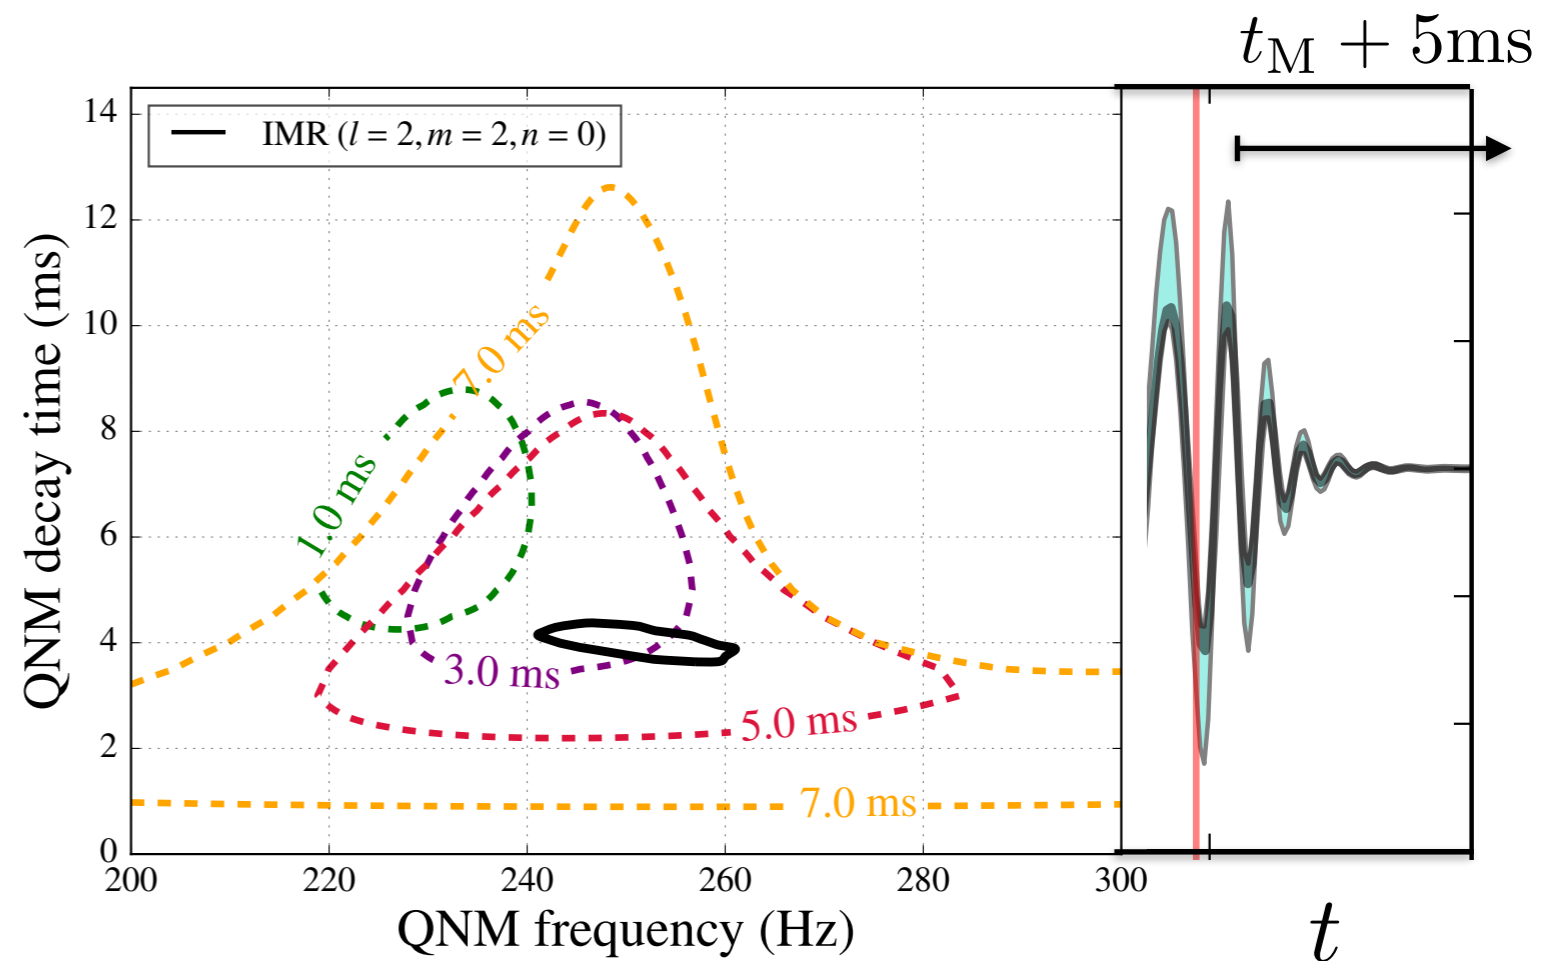 t_M + 5ms
IMR (l = 2, m = 2, n = 0)
14
12
10
8
6
4
2
0
QNM decay time (ms)
7.0 ms
1.0 ms
3.0 ms
5.0 ms
7.0 ms
200
220
240
260
280
300
QNM frequency (Hz)
t